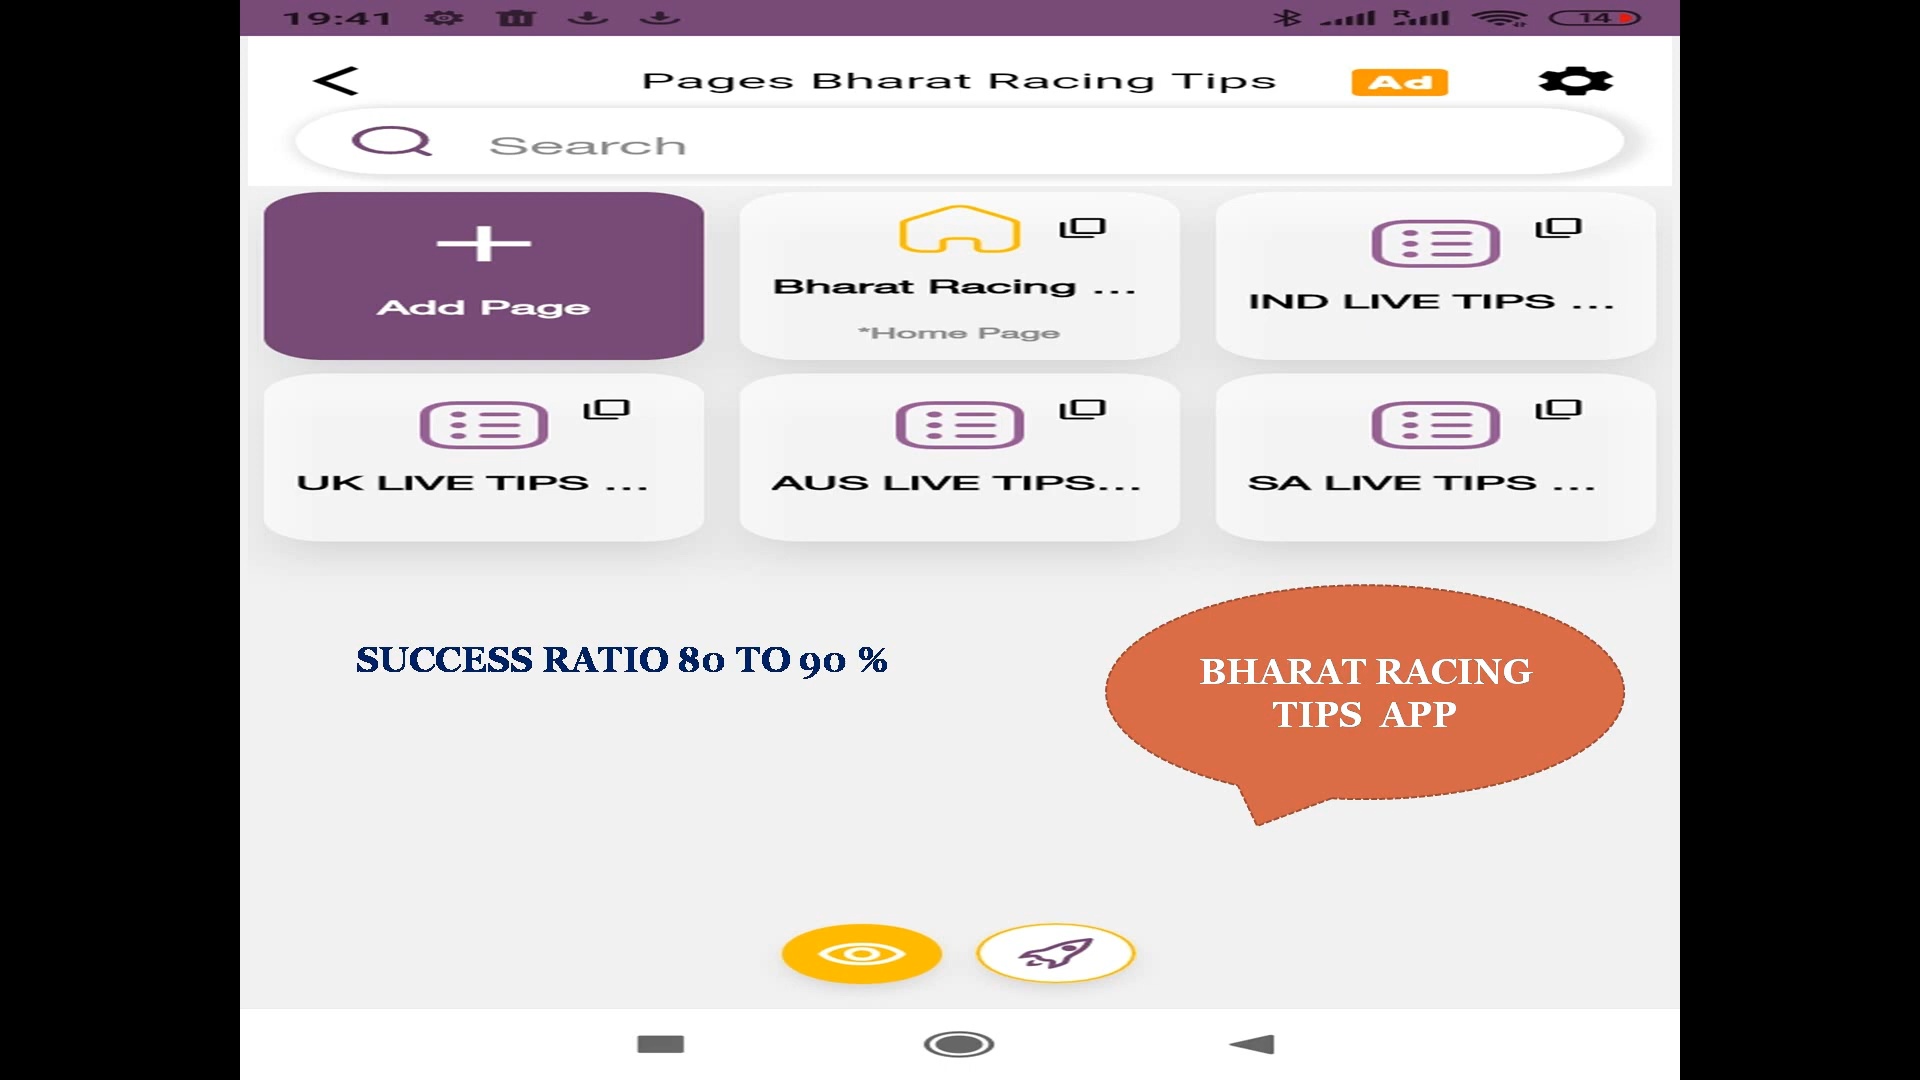 19:41
R
14
Pages Bharat Racing Tips
Ad
Search
Add Page
Bharat Racing ...
*Home Page
IND LIVE TIPS ...
UK LIVE TIPS ...
AUS LIVE TIPS...
SA LIVE TIPS ...
SUCCESS RATIO 80 TO 90 %
BHARAT RACING
TIPS APP